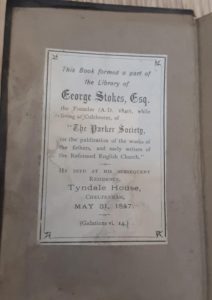 This Book formed a part of
the Library of
George Stokes, Esq.
the Founder (A.D. 1840, while
living at Colchester, of
"The Parker Society,
for the publication of the works of
the fathers, and early writers of
the Reformed English Church."
HE DIED AT HIS SUBSEQUENT
RESIDENCE,
Tyndale House,
CHELTENHAM,
MAY 31, 1847.
(Galatians vi. 14.)